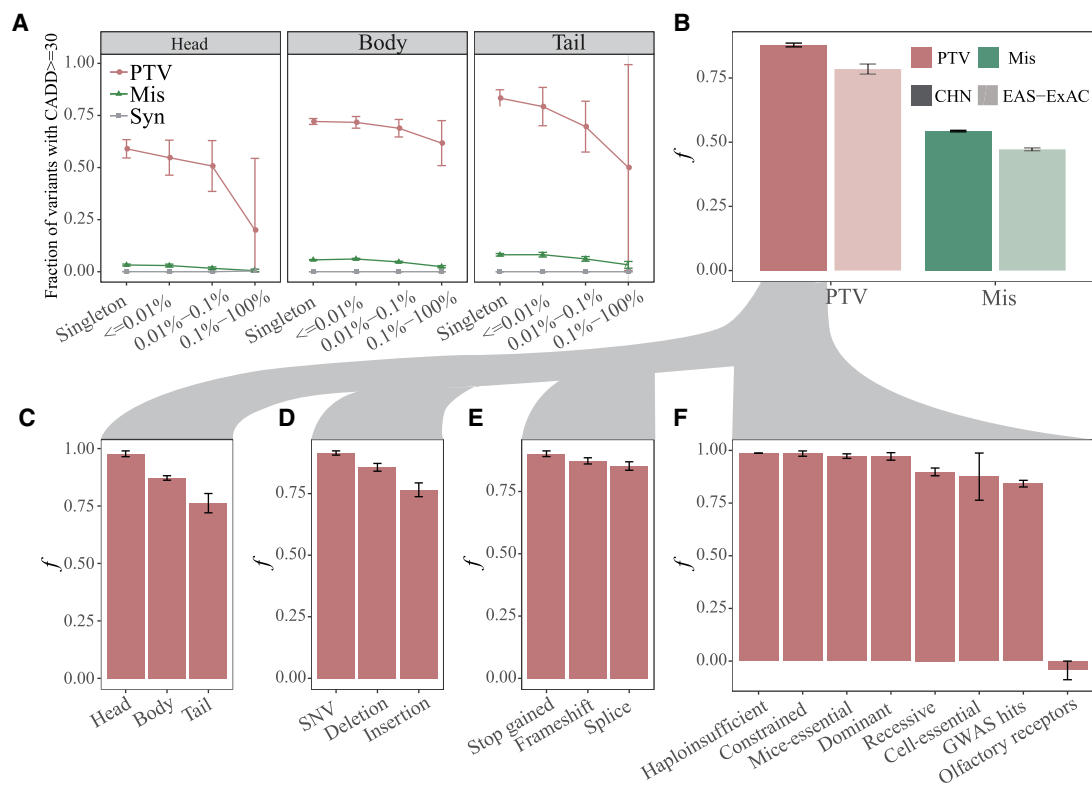 A
B
Head
Body
Tail
Fraction of variants with CADD>=30
1.00
0.75
0.50
0.25
0.00
PTV
Mis
Syn
Singleton
<=0.01%
0.01%−0.1%
0.1%−100%
Singleton
<=0.01%
0.01%−0.1%
0.1%−100%
Singleton
<=0.01%
0.01%−0.1%
0.1%−100%
f
0.75
0.50
0.25
0.00
PTV
Mis
CHN
EAS−ExAC
PTV
Mis
C
D
E
F
f
1.00
0.75
0.50
0.25
0.00
Head
Body
Tail
f
0.75
0.50
0.25
0.00
SNV
Deletion
Insertion
f
0.75
0.50
0.25
0.00
Stop gained
Frameshift
Splice
f
1.00
0.75
0.50
0.25
0.00
Haploinsufficient
Constrained
Mice-essential
Dominant
Recessive
Cell-essential
GWAS hits
Olfactory receptors